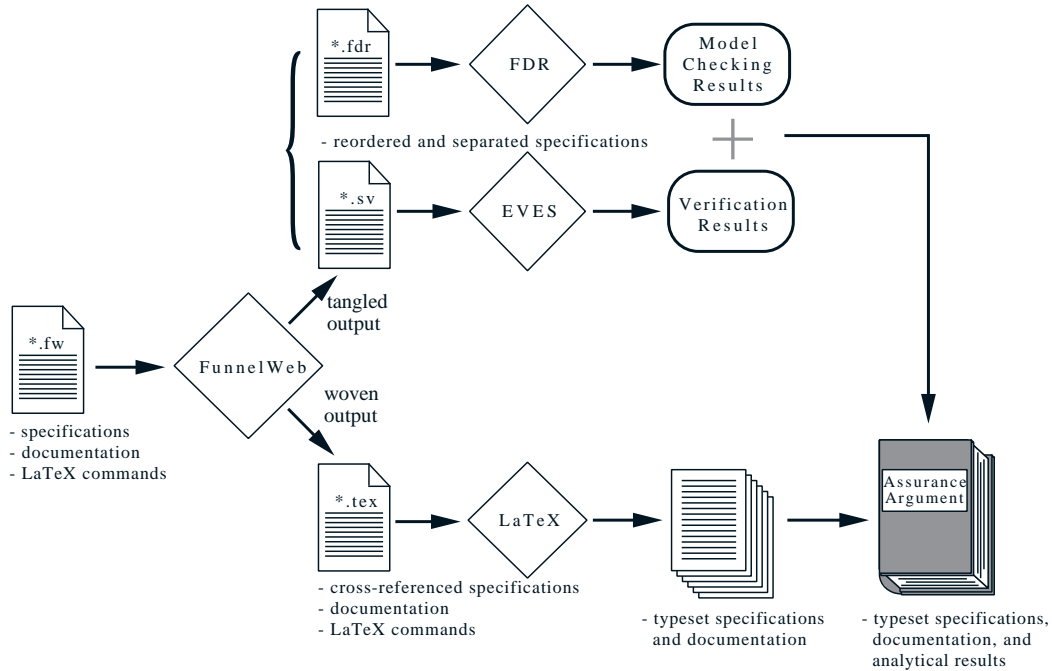 *.fdr
FDR
Model
Checking
Results
- reordered and separated specifications
*.sv
EVES
Verification
Results
tangled
output
*.fw
FunnelWeb
- specifications
- documentation
- LaTeX commands
woven
output
*.tex
LaTeX
- cross-referenced specifications
- documentation
- LaTeX commands
- typeset specifications
and documentation
Assurance
Argument
- typeset specifications,
documentation, and
analytical results